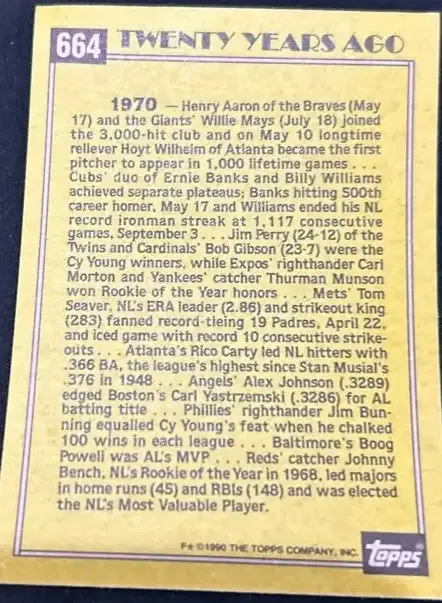 664 TWENTY YEARS AGO
1970 — Henry Aaron of the Braves (May
17) and the Giants' Willie Mays (July 18) joined
the 3,000-hit club and on May 10 longtime
reliever Hoyt Wilhelm of Atlanta became the first
pitcher to appear in 1,000 lifetime games . . .
Cubs' duo of Ernie Banks and Billy Williams
achieved separate plateaus; Banks hitting 500th
career homer, May 17 and Williams ended his NL
record ironman streak at 1,117 consecutive
games, September 3 . . . Jim Perry (24-12) of the
Twins and Cardinals' Bob Gibson (23-7) were the
Cy Young winners, while Expos' righthander Carl
Morton and Yankees' catcher Thurman Munson
won Rookie of the Year honors . . . Mets' Tom
Seaver, NL's ERA leader (2.86) and strikeout king
(283) fanned record-tieing 19 Padres, April 22,
and iced game with record 10 consecutive strike-
outs . . . Atlanta's Rico Carty led NL hitters with
.366 BA, the league's highest since Stan Musial's
.376 in 1948 . . . Angels' Alex Johnson (.3289)
edged Boston's Carl Yastrzemski (.3286) for AL
batting title . . . Phillies' righthander Jim Bun-
ning equalled Cy Young's feat when he chalked
100 wins in each league . . . Baltimore's Boog
Powell was AL's MVP . . . Reds' catcher Johnny
Bench, NL's Rookie of the Year in 1968, led majors
in home runs (45) and RBIs (148) and was elected
the NL's Most Valuable Player.
F* © 1990 THE TOPPS COMPANY, INC.
topps®